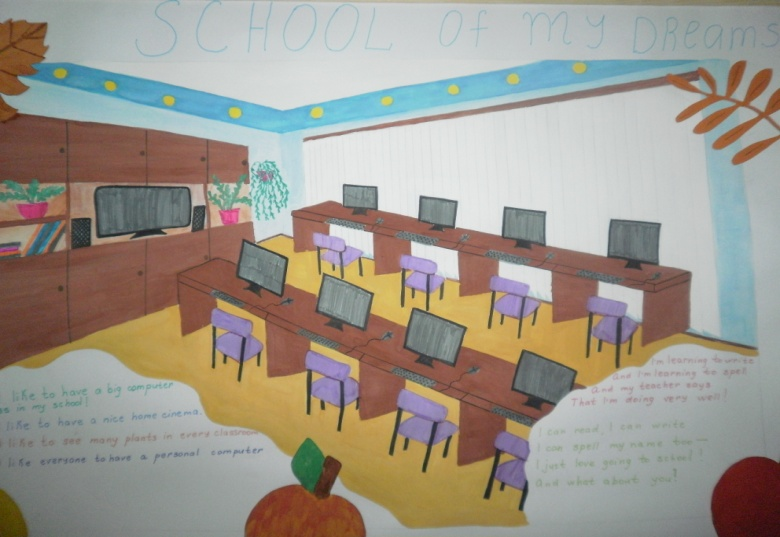 SCHOOL of my DReams
like to have a big computer
in my school!
like to have a nice home cinema.
like to see many plants in every classroom
like everyone to have a personal computer
I'm learning to write
and I'm learning to spell
and my teacher says
That I'm doing very well!
I can read, I can write
I can spell my name too —
I just love going to school!
And what about you?